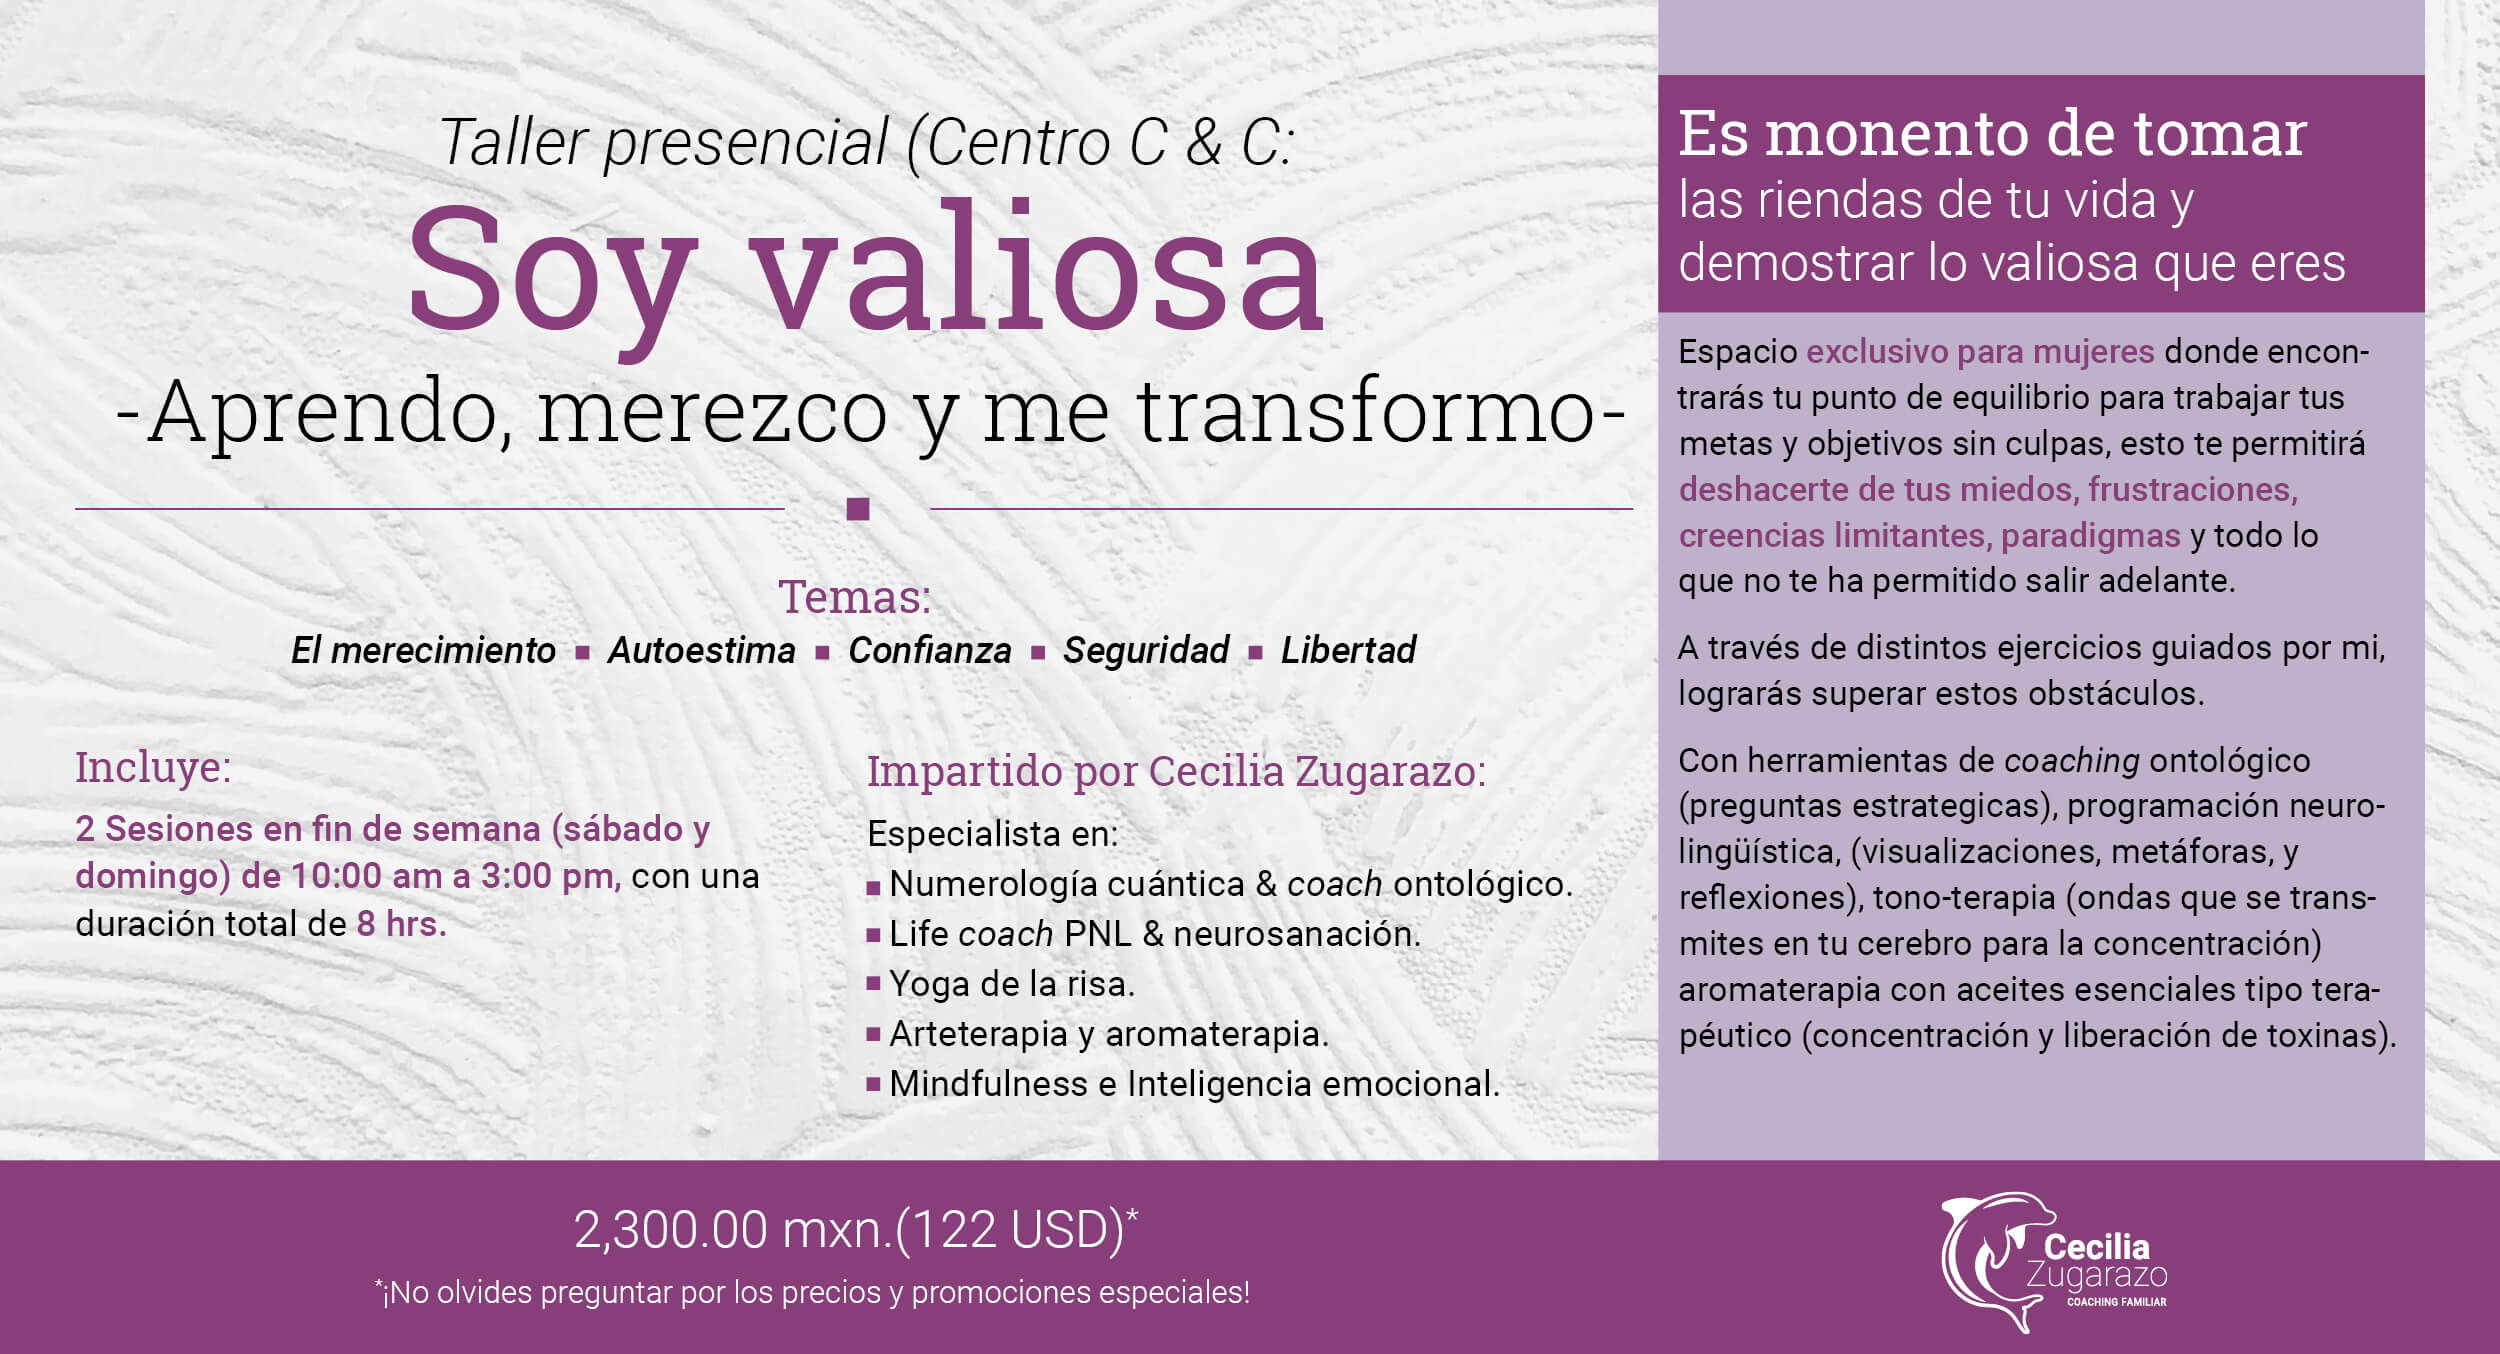 Taller presencial (Centro C & C:
Soy valiosa
-Aprendo, merezco y me transformo-
Temas:
El merecimiento ▪ Autoestima ▪ Confianza ▪ Seguridad ▪ Libertad
Incluye:
2 Sesiones en fin de semana (sábado y
domingo) de 10:00 am a 3:00 pm, con una
duración total de 8 hrs.
Impartido por Cecilia Zugarazo:
Especialista en:
▪ Numerología cuántica & coach ontológico.
▪ Life coach PNL & neurosanación.
▪ Yoga de la risa.
▪ Arteterapia y aromaterapia.
▪ Mindfulness e Inteligencia emocional.
Es monento de tomar
las riendas de tu vida y
demostrar lo valiosa que eres
Espacio exclusivo para mujeres donde encon-
trarás tu punto de equilibrio para trabajar tus
metas y objetivos sin culpas, esto te permitirá
deshacerte de tus miedos, frustraciones,
creencias limitantes, paradigmas y todo lo
que no te ha permitido salir adelante.
A través de distintos ejercicios guiados por mi,
lograrás superar estos obstáculos.
Con herramientas de coaching ontológico
(preguntas estrategicas), programación neuro-
lingüística, (visualizaciones, metáforas, y
reflexiones), tono-terapia (ondas que se trans-
mites en tu cerebro para la concentración)
aromaterapia con aceites esenciales tipo tera-
péutico (concentración y liberación de toxinas).
2,300.00 mxn.(122 USD)*
*¡No olvides preguntar por los precios y promociones especiales!
Cecilia
Zugarazo
COACHING FAMILIAR